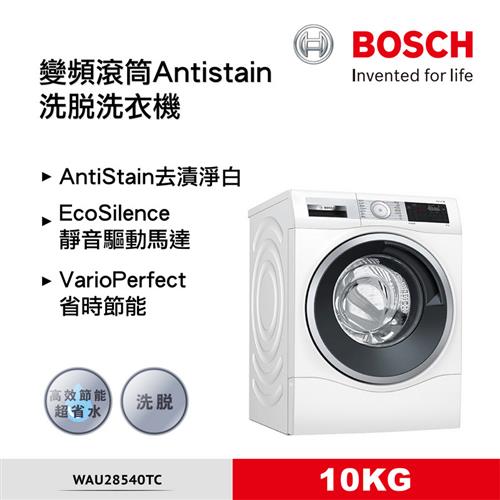 BOSCH
Invented for life
變頻滾筒Antistain
洗脱洗衣機
AntiStain去漬淨白
EcoSilence
靜音驅動馬達
VarioPerfect
省時節能
高效節能
超省水
洗脱
WAU28540TC
10KG